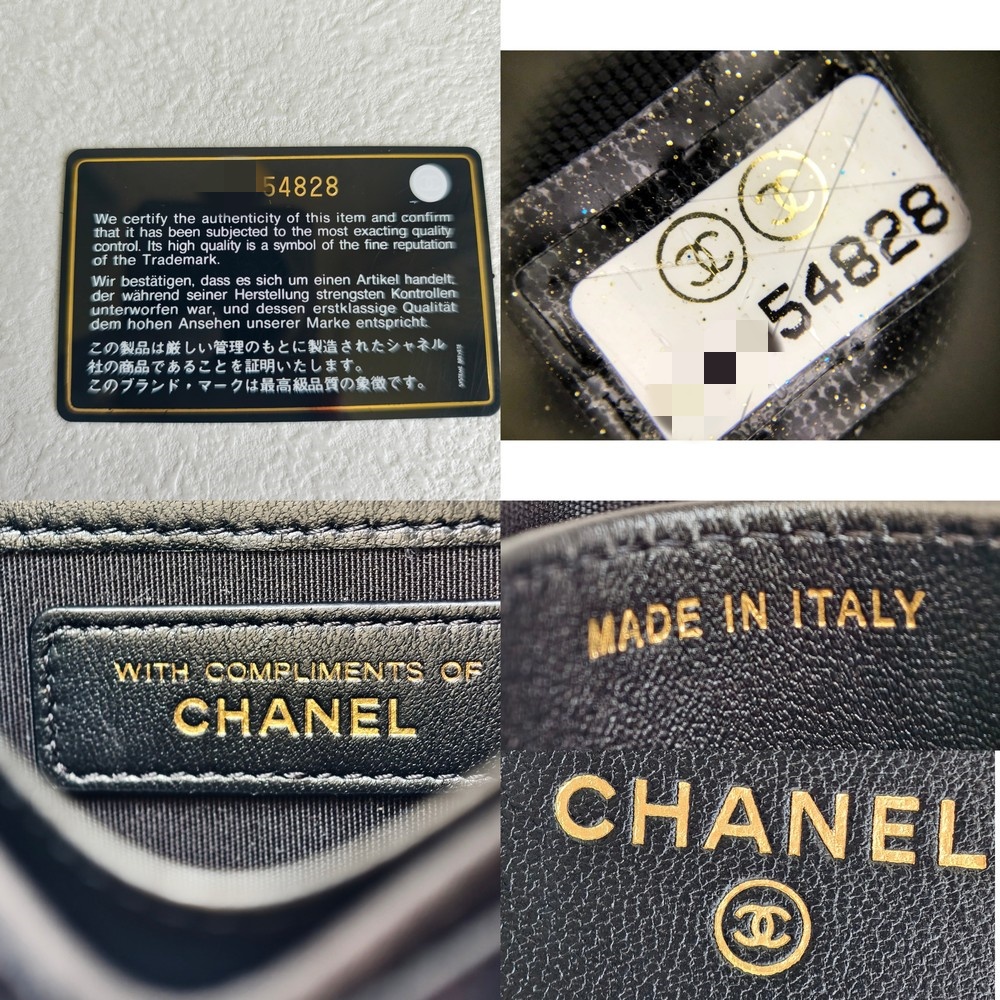 54828
We certify the authenticity of this item and confirm
that it has been subjected to the most exacting quality
control. Its high quality is a symbol of the fine reputation
of the Trademark.
Wir bestätigen, dass es sich um einen Artikel handelt,
der während seiner Herstellung strengsten Kontrollen
unterworfen war, und dessen erstklassige Qualität
dem hohen Ansehen unserer Marke entspricht.
この製品は厳しい管理のもとに製造されたシャネル
社の商品であることを証明いたします。
このブランド・マークは最高級品質の象徴です。
54828
WITH COMPLIMENTS OF
CHANEL
MADE IN ITALY
CHANEL